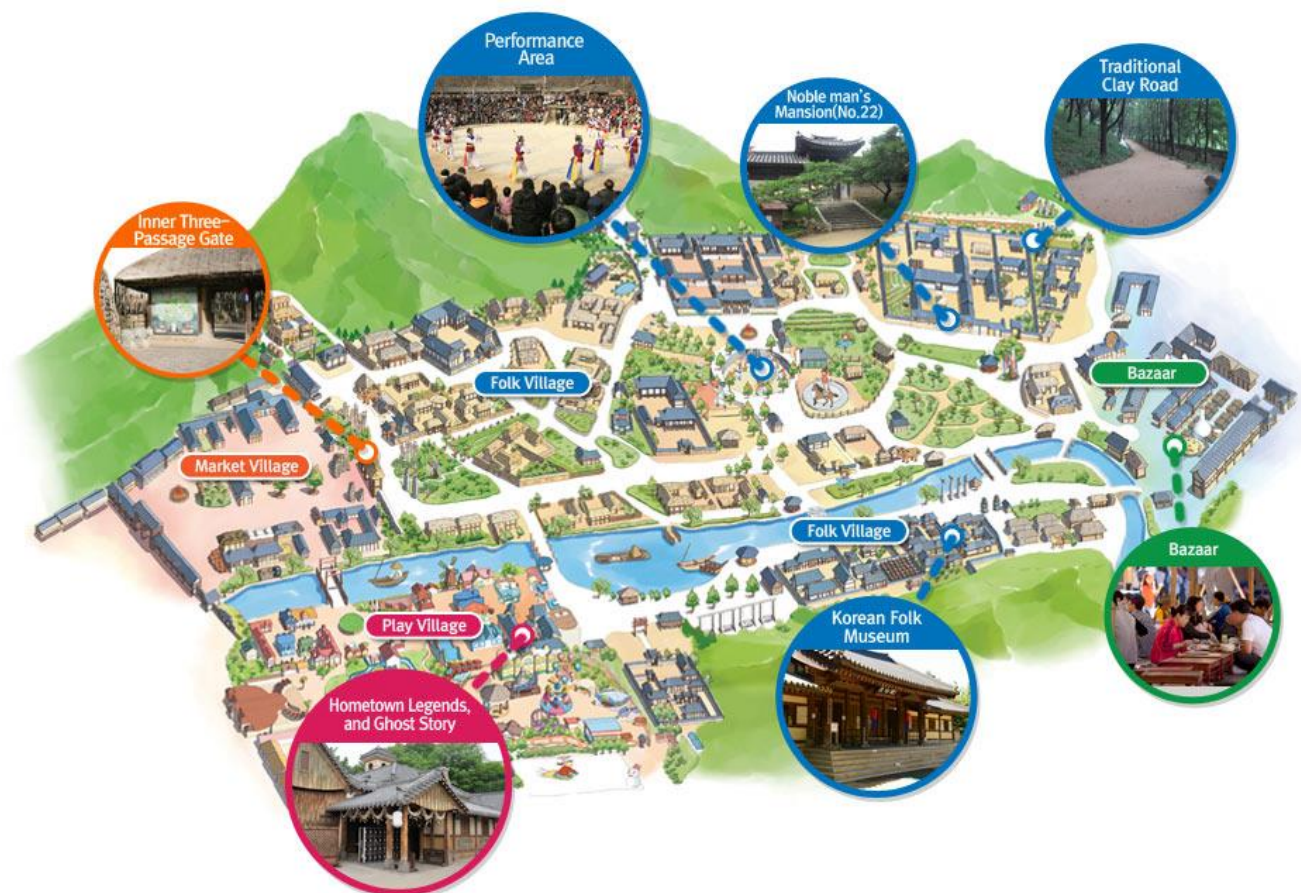 Performance
Area
Noble man's
Mansion(No.22)
Traditional
Clay Road
Inner Three-
Passage Gate
Folk Village
Bazaar
Market Village
Folk Village
Bazaar
Play Village
Korean Folk
Museum
Hometown Legends,
and Ghost Story